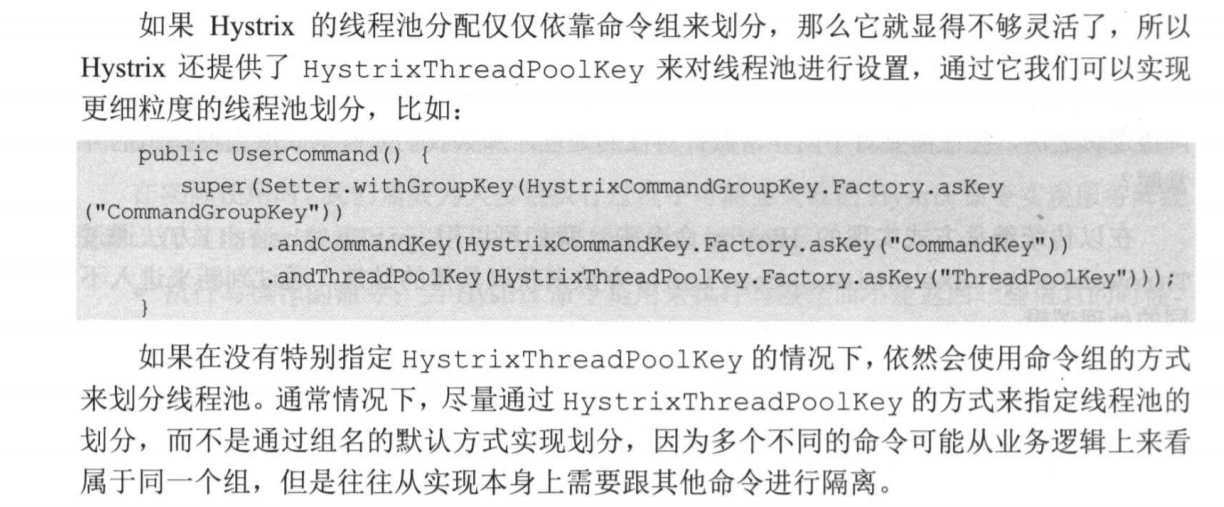 如果 Hystrix 的线程池分配仅仅依靠命令组来划分，那么它就显得不够灵活了，所以
Hystrix 还提供了 HystrixThreadPoolKey 来对线程池进行设置，通过它我们可以实现
更细粒度的线程池划分，比如：
public UserCommand() {
super(Setter.withGroupKey(HystrixCommandGroupKey.Factory.asKey
("CommandGroupKey"))
.andCommandKey(HystrixCommandKey.Factory.asKey("CommandKey"))
.andThreadPoolKey(HystrixThreadPoolKey.Factory.asKey("ThreadPoolKey")));
}
如果在没有特别指定 HystrixThreadPoolKey 的情况下，依然会使用命令组的方式
来划分线程池。通常情况下，尽量通过 HystrixThreadPoolKey 的方式来指定线程池的
划分，而不是通过组名的默认方式实现划分，因为多个不同的命令可能从业务逻辑上来看
属于同一个组，但是往往从实现本身上需要跟其他命令进行隔离。